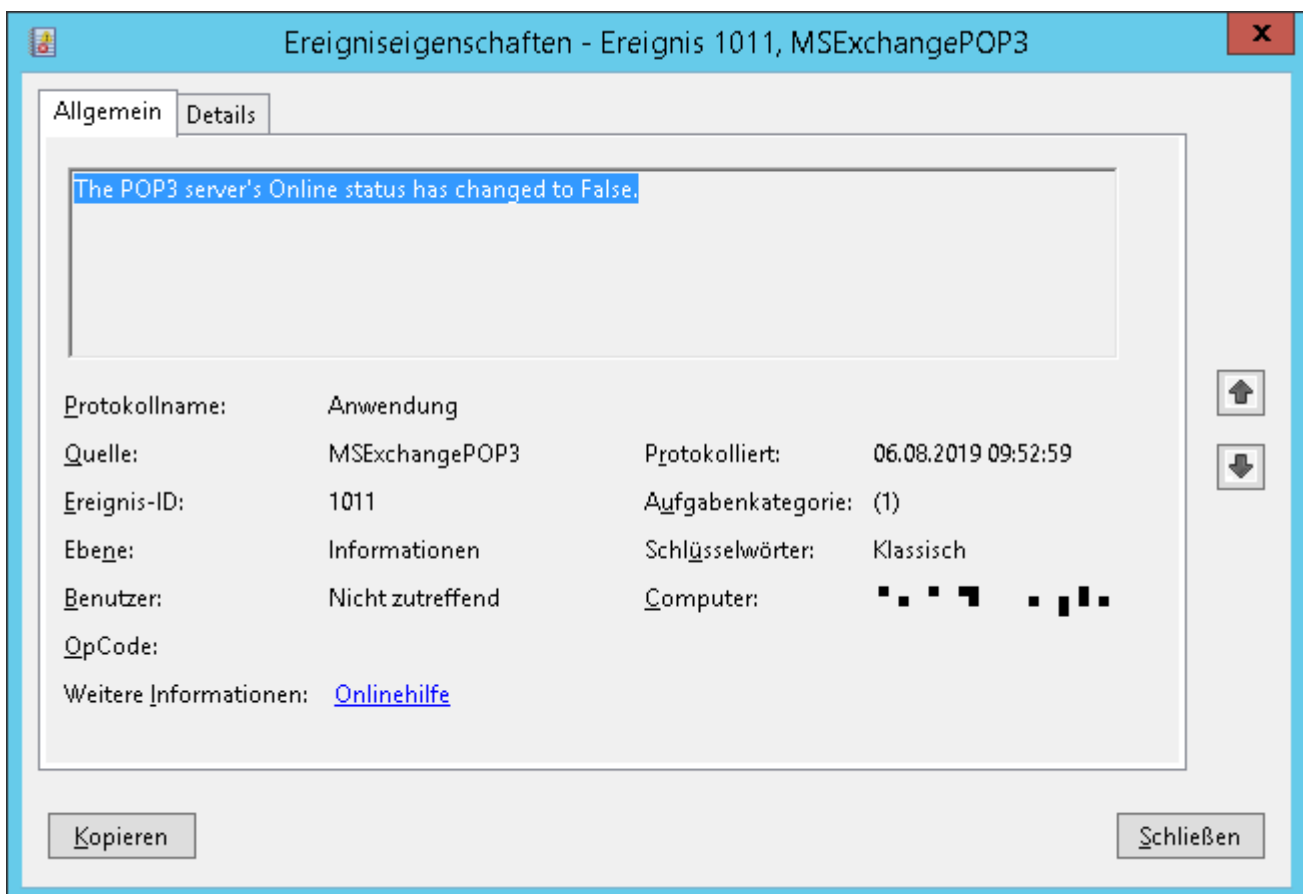 Ereigniseigenschaften - Ereignis 1011, MSExchangePOP3
x
Allgemein
Details
The POP3 server's Online status has changed to False.
Protokollname: Anwendung
Quelle: MSExchangePOP3 Protokolliert: 06.08.2019 09:52:59
Ereignis-ID: 1011 Aufgabenkategorie: (1)
Ebene: Informationen Schlüsselwörter: Klassisch
Benutzer: Nicht zutreffend Computer:
OpCode:
Weitere Informationen: Onlinehilfe
Kopieren
Schließen